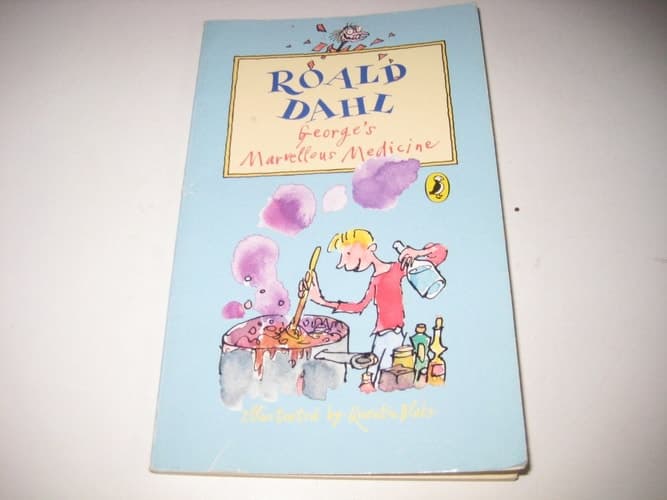 ROALD
DAHL
George's
Marvellous Medicine
illustrated by Quentin Blake